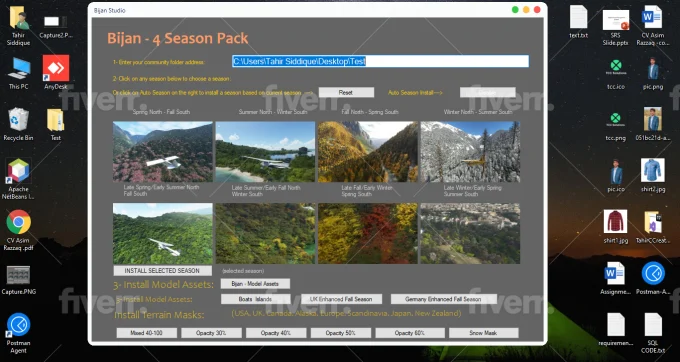 Tahir
Siddique
Capture2.P...
This PC
AnyDesk
Recycle Bin
Test
Apache
NetBeans I...
CV Asim
Razzaq .pdf
Capture.PNG
Postman
Agent
Bijan Studio
Bijan - 4 Season Pack
1- Enter your community folder address:
C:\Users\Tahir Siddique\Desktop\Test
2- Click on any season below to choose a season
Or click on Auto Season on the right to install a season based on current season --->
Reset
Auto Season Install--->
Spring North - Fall South
Summer North - Winter South
Fall North - Spring South
Winter North - Summer South
Late Spring/Early Summer North
Fall South
Late Summer/Early Fall North
Winter South
Late Fall/Early Winter
Spring South
Late Winter/Early Spring
Summer South
INSTALL SELECTED SEASON
(selected season)
3- Install Model Assets:
Bijan - Model Assets
Install Model Assets:
Boats Islands
UK Enhanced Fall Season
Germany Enhanced Fall Season
Install Terrain Masks:
(USA, UK, Canada, Alaska, Europe, Scandinavia, Japan, New Zealand)
Mixed 40-100
Opacity 30%
Opacity 40%
Opacity 50%
Opacity 60%
Snow Mask
text.txt
SRS
Slide.pptx
CV Asim
Razzaq -co...
tcc.ico
pic.jpg
tcc.png
051bc21d-a...
pic.ico
shirt2.jpg
shirt1.jpg
TahirCCreat...
Assignme...
Postman-A...
requiremen...
SQL
CODE.txt
fiverr.
fiverr.
fiverr.
fiverr.
fiverr.
fiverr.